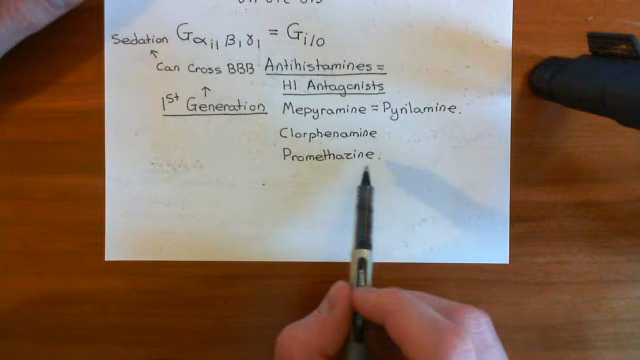 Sedation Gαi1 β1 γ1 = Gi/o
Can Cross BBB Antihistamines =
H1 Antagonists
1st Generation Mepyramine = Pyrilamine.
Clorphenamine
Promethazine.